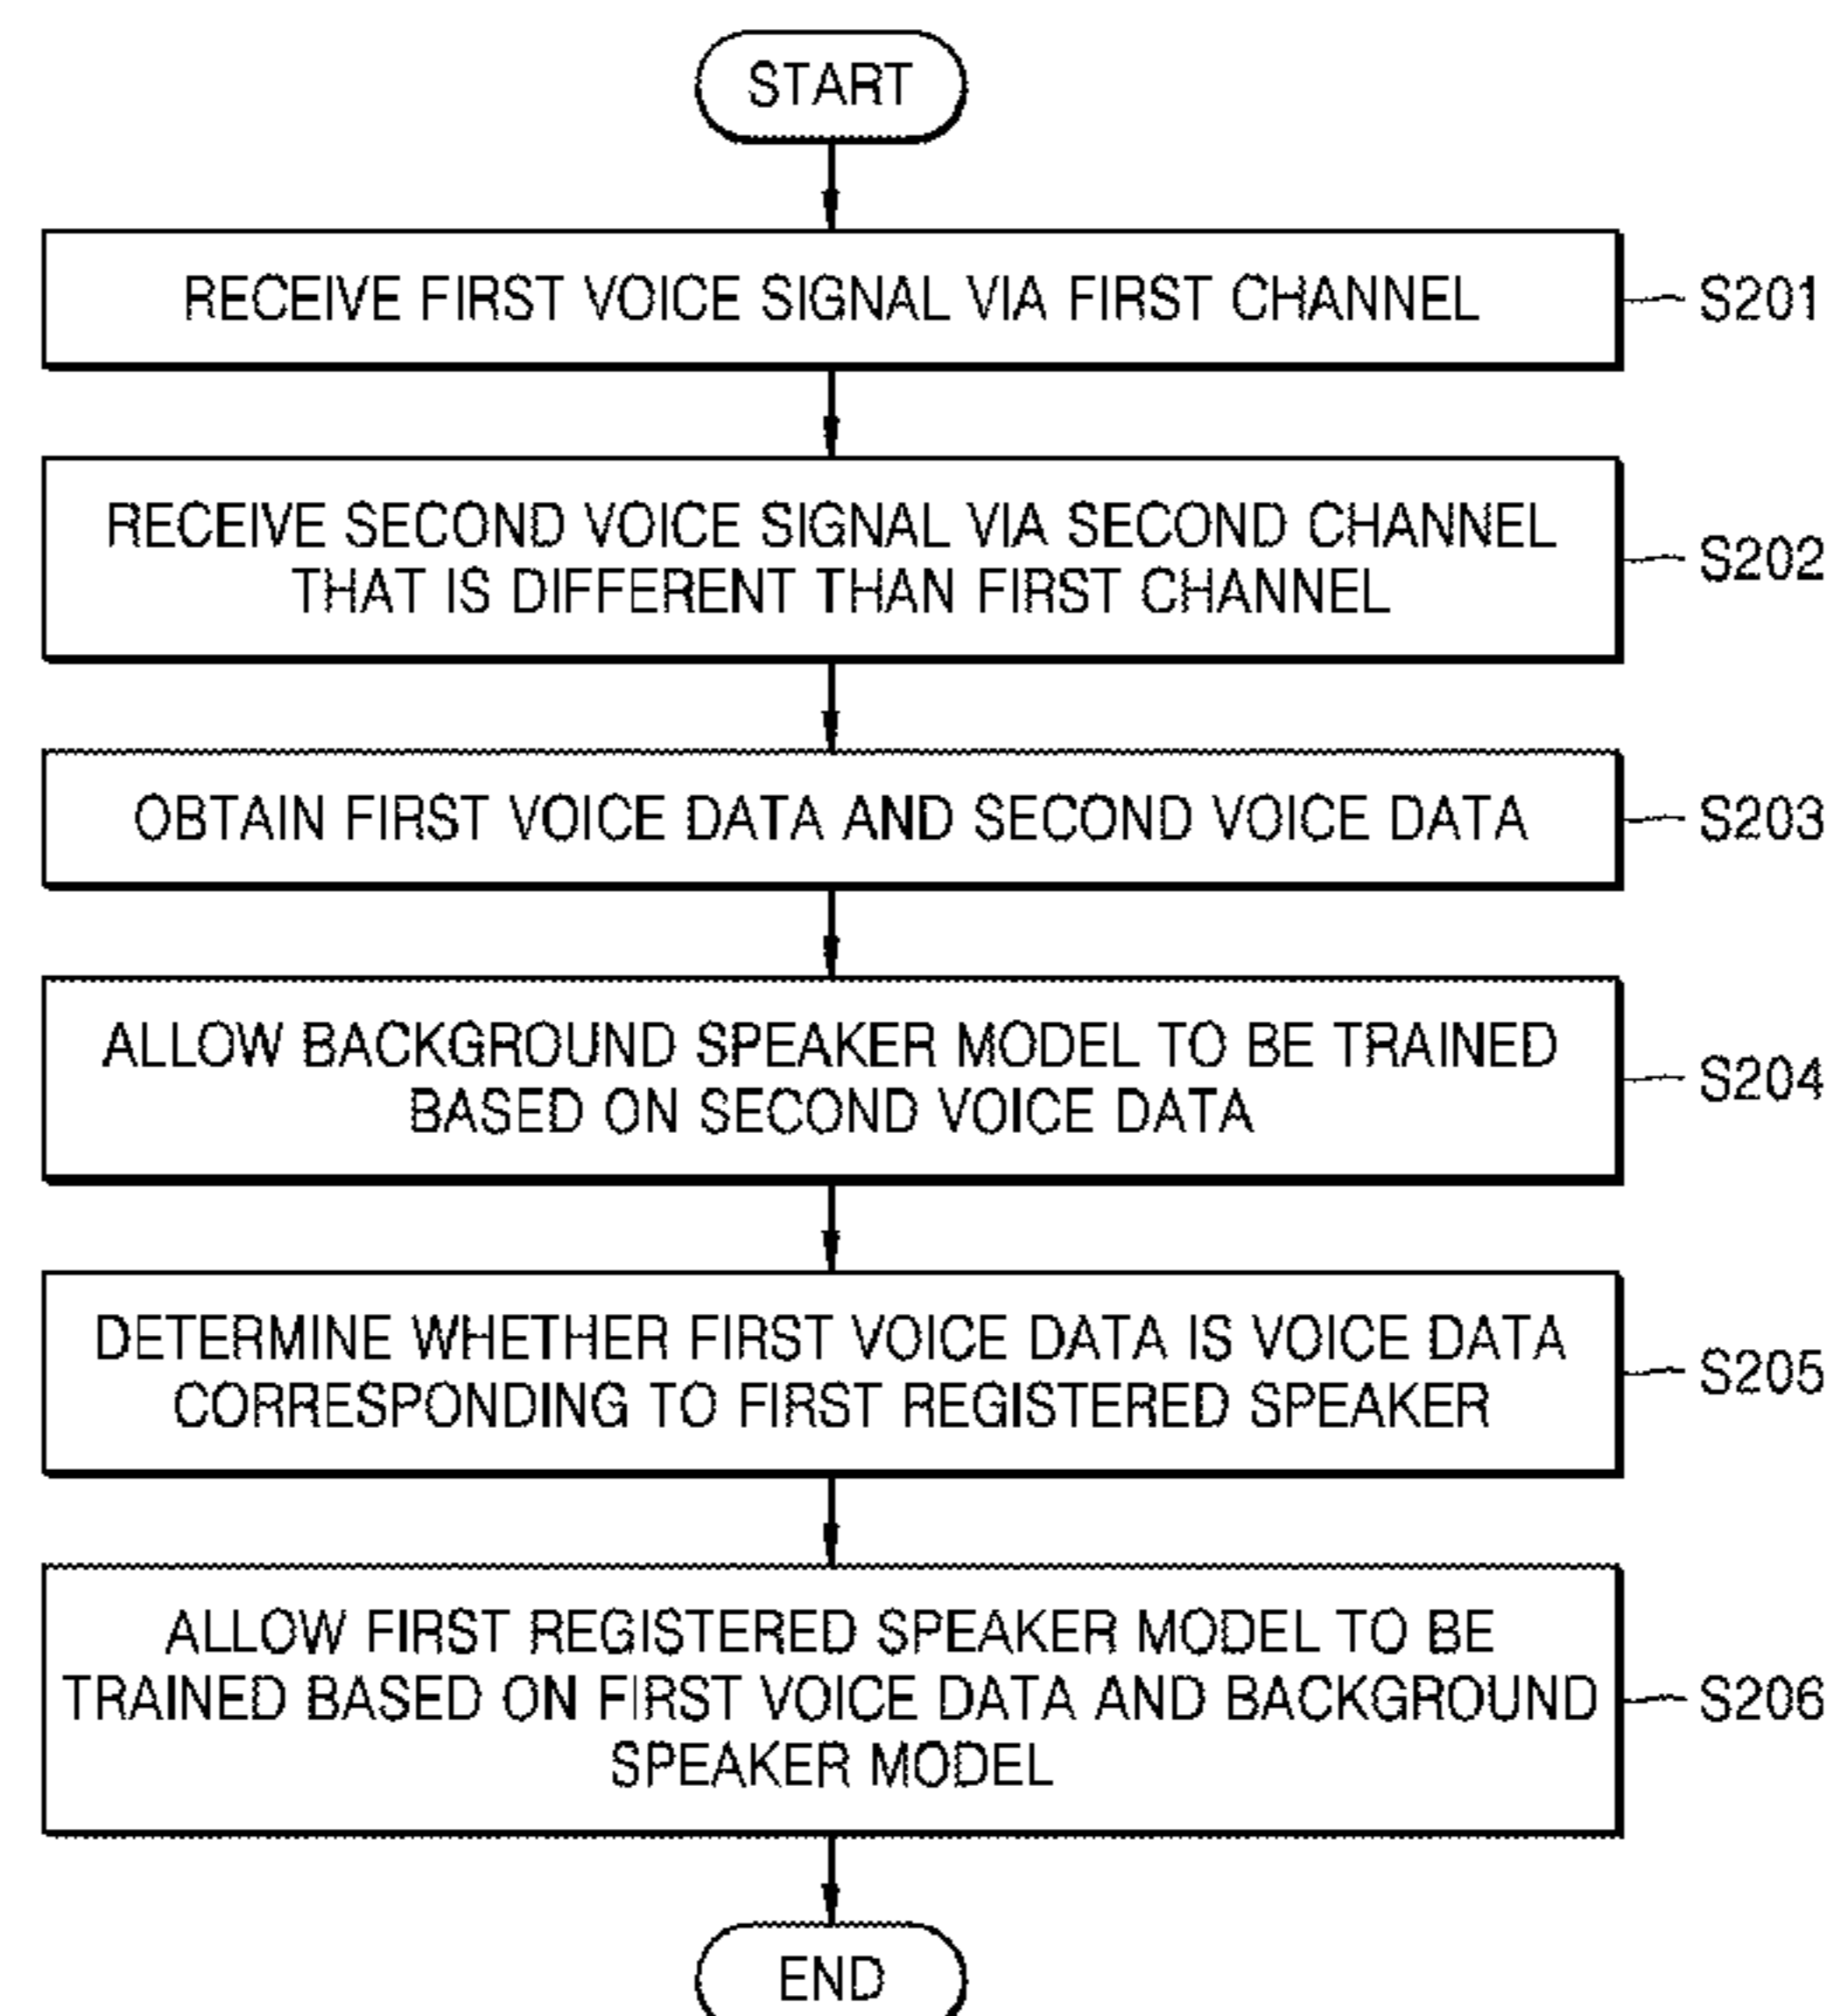 START
RECEIVE FIRST VOICE SIGNAL VIA FIRST CHANNEL
S201
RECEIVE SECOND VOICE SIGNAL VIA SECOND CHANNEL
THAT IS DIFFERENT THAN FIRST CHANNEL
S202
OBTAIN FIRST VOICE DATA AND SECOND VOICE DATA
S203
ALLOW BACKGROUND SPEAKER MODEL TO BE TRAINED
BASED ON SECOND VOICE DATA
S204
DETERMINE WHETHER FIRST VOICE DATA IS VOICE DATA
CORRESPONDING TO FIRST REGISTERED SPEAKER
S205
ALLOW FIRST REGISTERED SPEAKER MODEL TO BE
TRAINED BASED ON FIRST VOICE DATA AND BACKGROUND
SPEAKER MODEL
S206
END